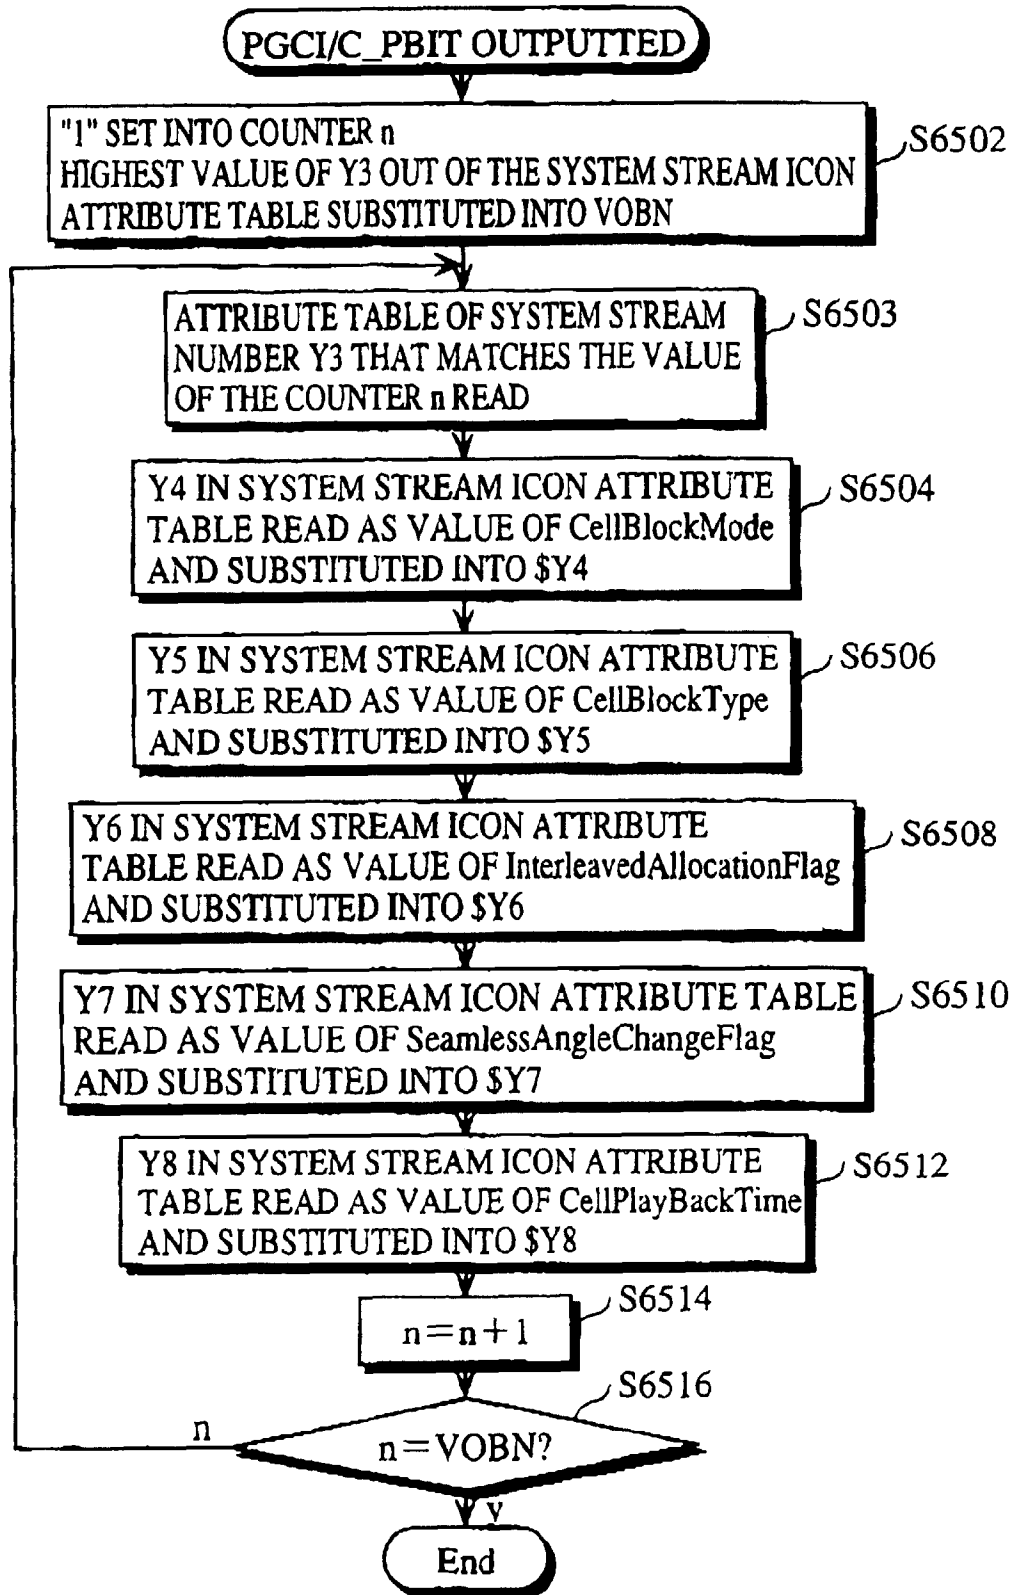 PGCI/C_PBIT OUTPUTTED
"1" SET INTO COUNTER n
HIGHEST VALUE OF Y3 OUT OF THE SYSTEM STREAM ICON
ATTRIBUTE TABLE SUBSTITUTED INTO VOBN
S6502
ATTRIBUTE TABLE OF SYSTEM STREAM
NUMBER Y3 THAT MATCHES THE VALUE
OF THE COUNTER n READ
S6503
Y4 IN SYSTEM STREAM ICON ATTRIBUTE
TABLE READ AS VALUE OF CellBlockMode
AND SUBSTITUTED INTO $Y4
S6504
Y5 IN SYSTEM STREAM ICON ATTRIBUTE
TABLE READ AS VALUE OF CellBlockType
AND SUBSTITUTED INTO $Y5
S6506
Y6 IN SYSTEM STREAM ICON ATTRIBUTE
TABLE READ AS VALUE OF InterleavedAllocationFlag
AND SUBSTITUTED INTO $Y6
S6508
Y7 IN SYSTEM STREAM ICON ATTRIBUTE TABLE
READ AS VALUE OF SeamlessAngleChangeFlag
AND SUBSTITUTED INTO $Y7
S6510
Y8 IN SYSTEM STREAM ICON ATTRIBUTE
TABLE READ AS VALUE OF CellPlayBackTime
AND SUBSTITUTED INTO $Y8
S6512
n=n+1
S6514
n=VOBN?
S6516
n
y
End